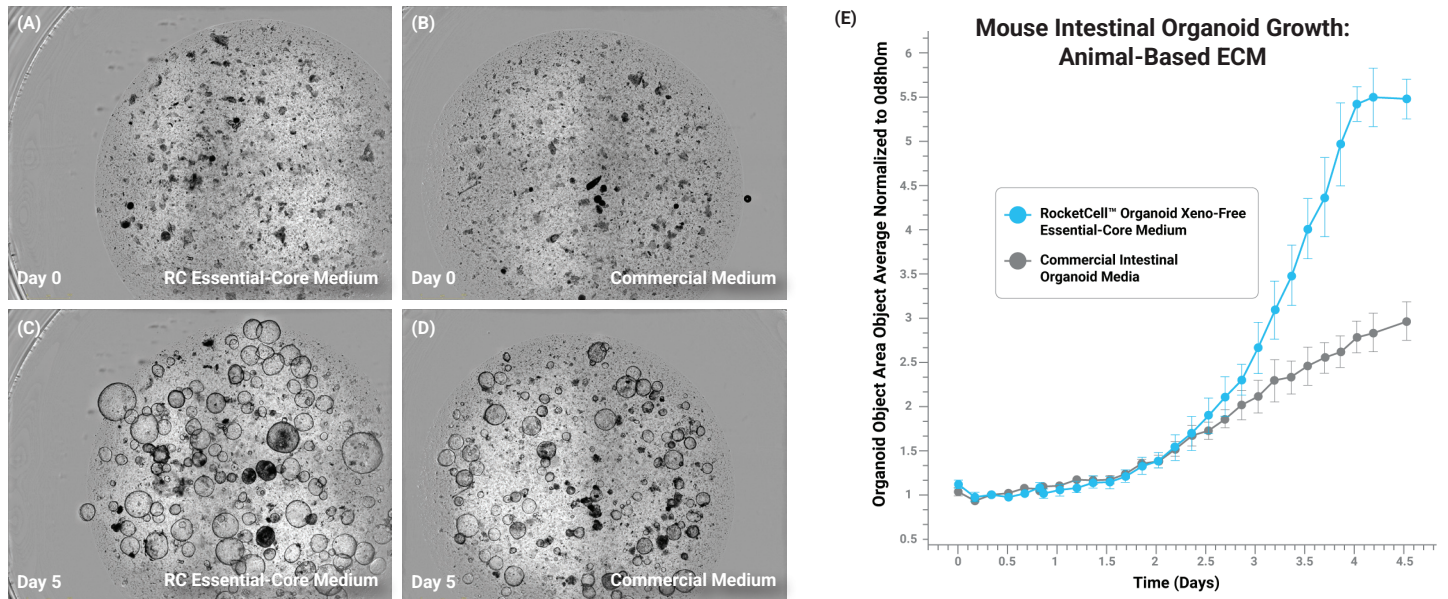 (A)
Day 0
RC Essential-Core Medium
(B)
Day 0
Commercial Medium
(C)
Day 5
RC Essential-Core Medium
(D)
Day 5
Commercial Medium
(E)
Mouse Intestinal Organoid Growth:
Animal-Based ECM
Organoid Object Area Object Average Normalized to 0d8h0m
6
5.5
5
4.5
4
3.5
3
2.5
2
1.5
1
0.5
RocketCell™ Organoid Xeno-Free
Essential-Core Medium
Commercial Intestinal
Organoid Media
0 0.5 1 1.5 2 2.5 3 3.5 4 4.5
Time (Days)